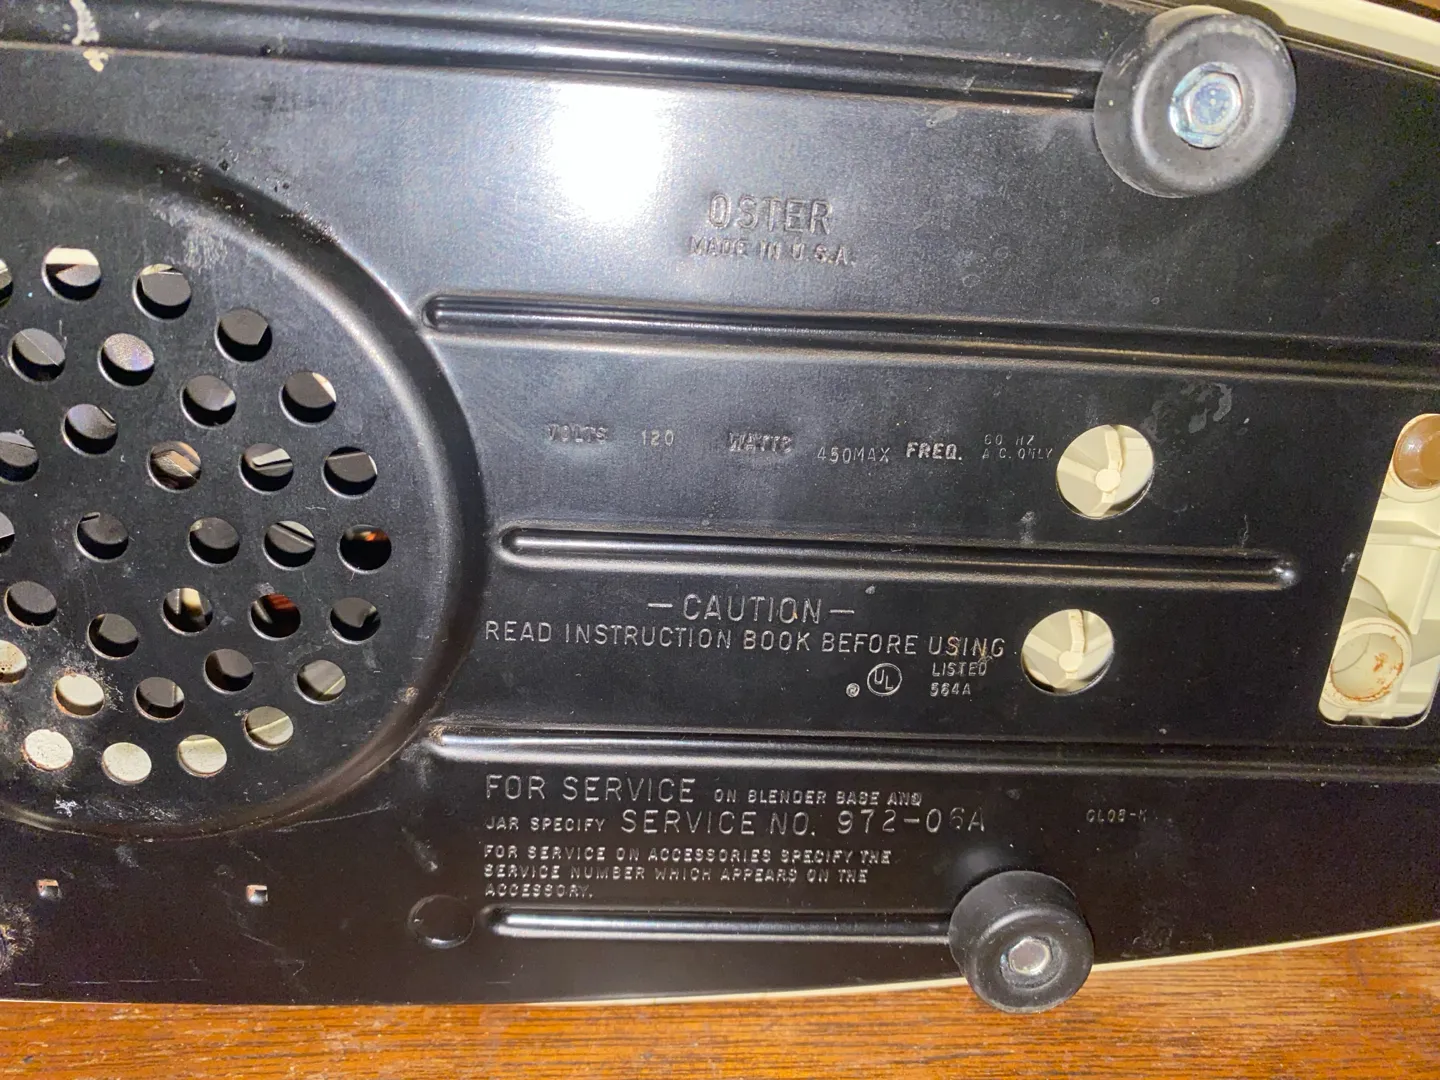 OSTER
MADE IN U.S.A.
VOLTS 120 WATTS 450MAX FREQ. 60 HZ
A.C. ONLY
— CAUTION —
READ INSTRUCTION BOOK BEFORE USING
® UL LISTED
564A
FOR SERVICE ON BLENDER BASE AND
JAR SPECIFY SERVICE NO. 972-06A
FOR SERVICE ON ACCESSORIES SPECIFY THE
SERVICE NUMBER WHICH APPEARS ON THE
ACCESSORY.